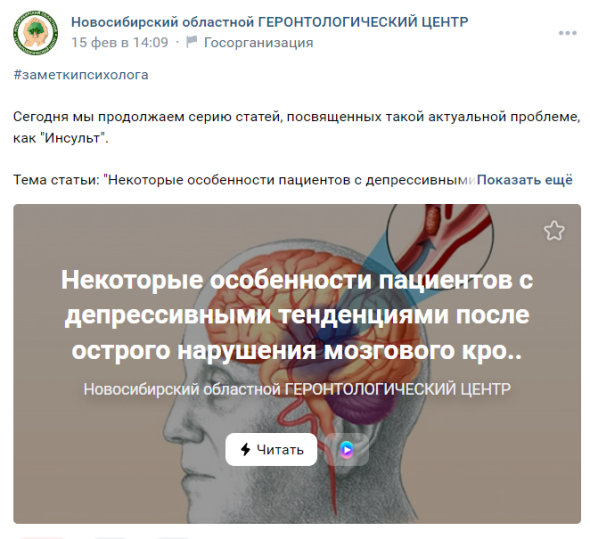 Новосибирский областной ГЕРОНТОЛОГИЧЕСКИЙ ЦЕНТР
15 фев в 14:09 · Госорганизация
#заметкипсихолога
Сегодня мы продолжаем серию статей, посвященных такой актуальной проблеме,
как "Инсульт".
Тема статьи: "Некоторые особенности пациентов с депрессивными Показать ещё
Некоторые особенности пациентов с
депрессивными тенденциями после
острого нарушения мозгового кро..
Новосибирский областной ГЕРОНТОЛОГИЧЕСКИЙ ЦЕНТР
Читать